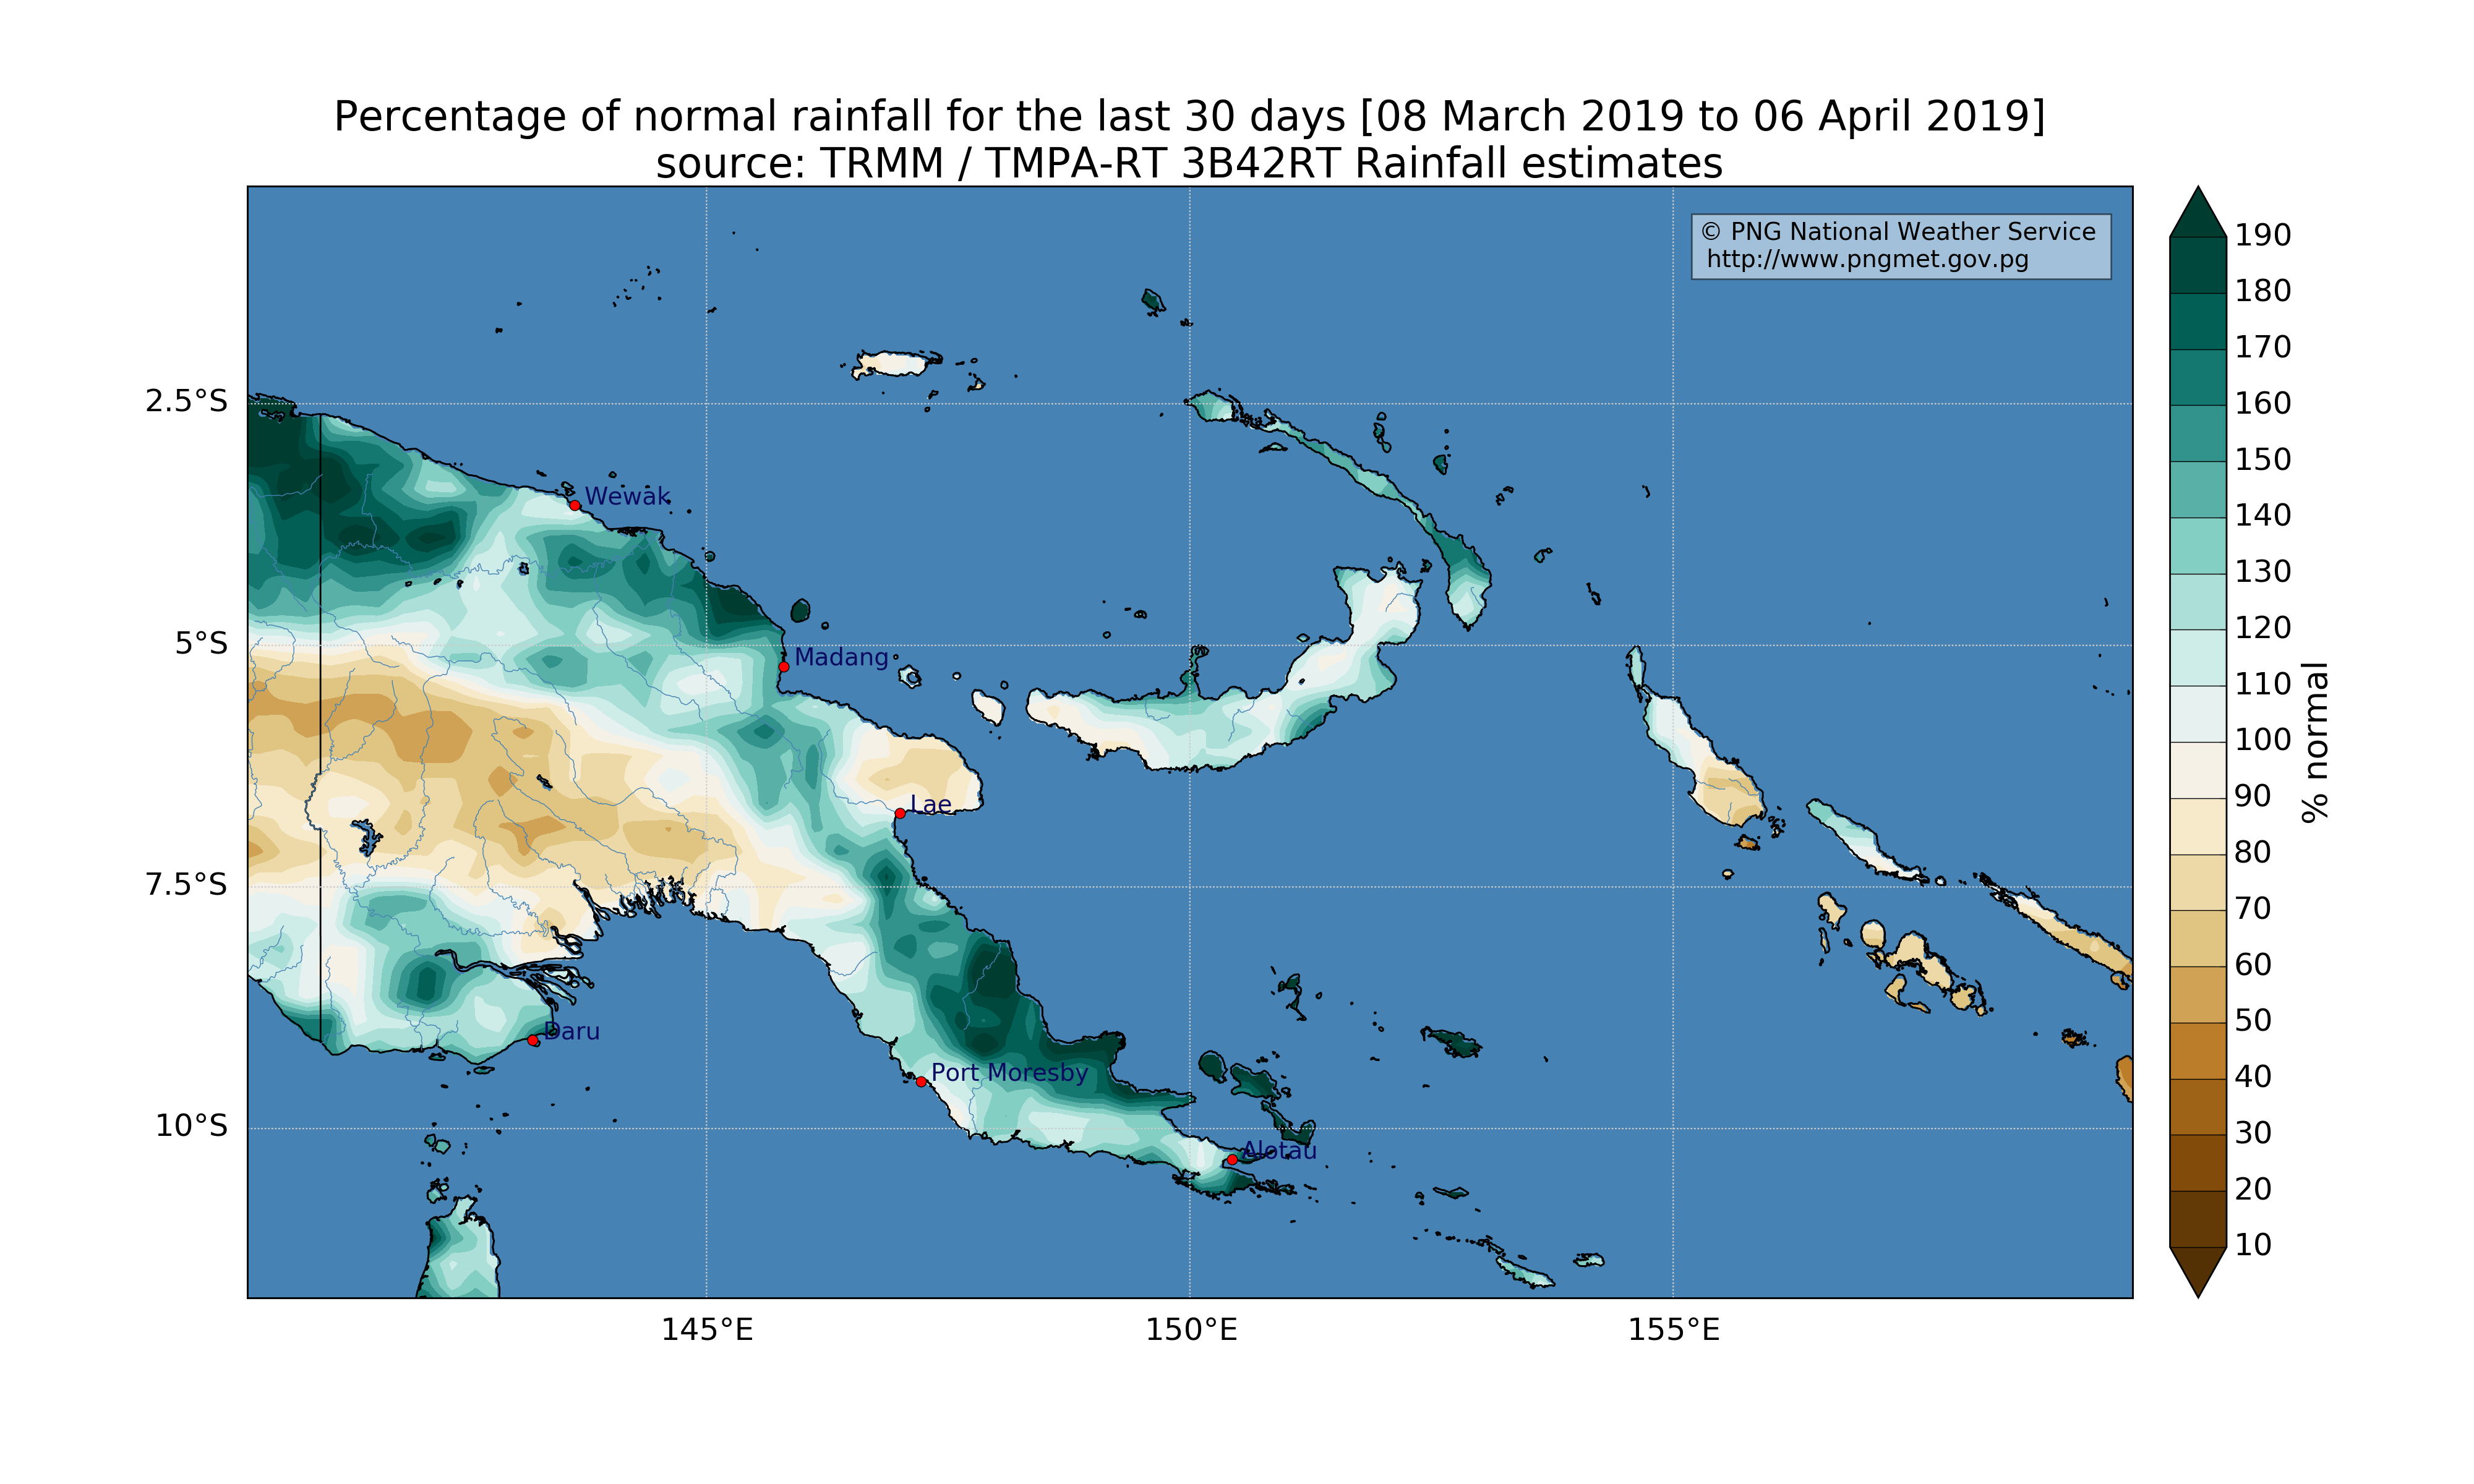 Percentage of normal rainfall for the last 30 days [08 March 2019 to 06 April 2019]
source: TRMM / TMPA-RT 3B42RT Rainfall estimates
© PNG National Weather Service
http://www.pngmet.gov.pg
2.5°S
5°S
7.5°S
10°S
Wewak
Madang
Lae
Daru
Port Moresby
Alotau
145°E
150°E
155°E
190
180
170
160
150
140
130
120
110
100
90
80
70
60
50
40
30
20
10
% normal